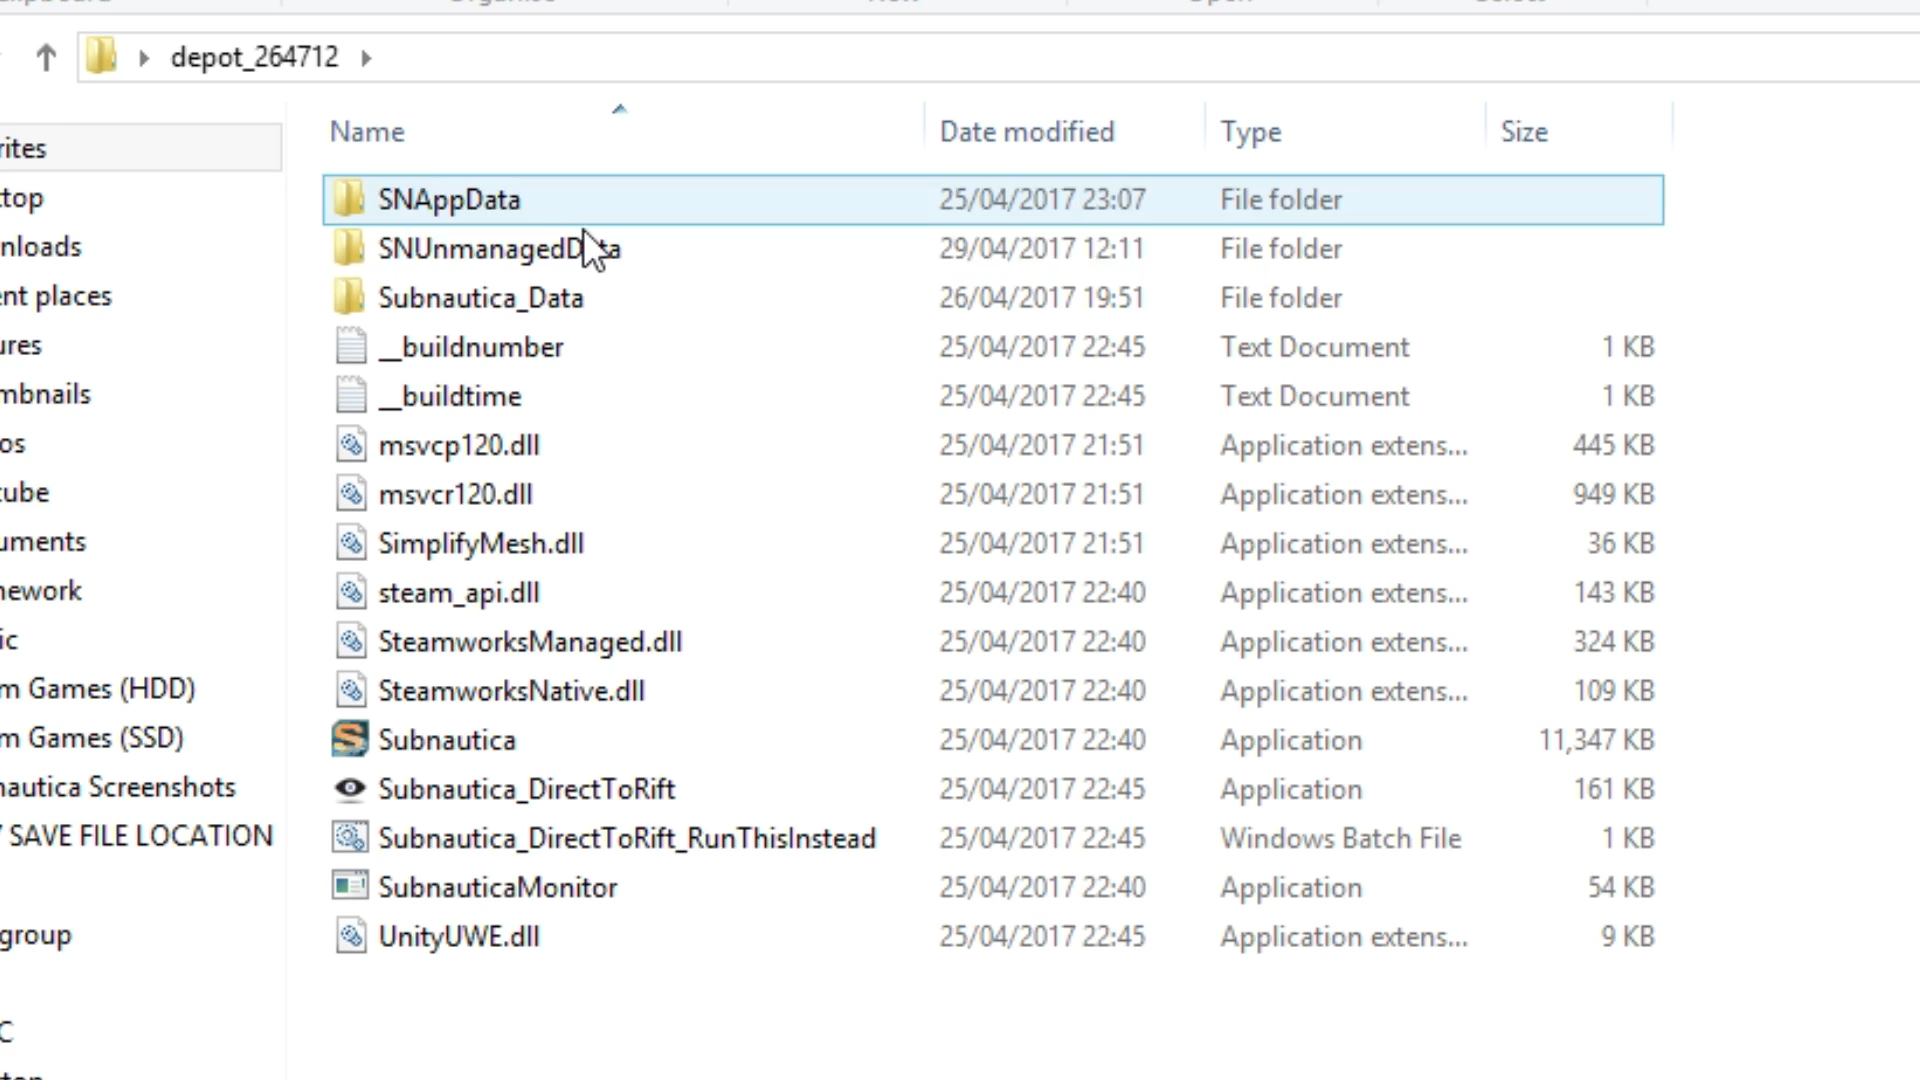 depot_264712
Name Date modified Type Size
SNAppData 25/04/2017 23:07 File folder
SNUnmanagedData 29/04/2017 12:11 File folder
Subnautica_Data 26/04/2017 19:51 File folder
__buildnumber 25/04/2017 22:45 Text Document 1 KB
__buildtime 25/04/2017 22:45 Text Document 1 KB
msvcp120.dll 25/04/2017 21:51 Application extens... 445 KB
msvcr120.dll 25/04/2017 21:51 Application extens... 949 KB
SimplifyMesh.dll 25/04/2017 21:51 Application extens... 36 KB
steam_api.dll 25/04/2017 22:40 Application extens... 143 KB
SteamworksManaged.dll 25/04/2017 22:40 Application extens... 324 KB
SteamworksNative.dll 25/04/2017 22:40 Application extens... 109 KB
Subnautica 25/04/2017 22:40 Application 11,347 KB
Subnautica_DirectToRift 25/04/2017 22:45 Application 161 KB
Subnautica_DirectToRift_RunThisInstead 25/04/2017 22:45 Windows Batch File 1 KB
SubnauticaMonitor 25/04/2017 22:40 Application 54 KB
UnityUWE.dll 25/04/2017 22:45 Application extens... 9 KB
rites
top
nloads
ent places
ures
mbnails
os
tube
uments
nework
ic
m Games (HDD)
m Games (SSD)
nautica Screenshots
SAVE FILE LOCATION
group
C